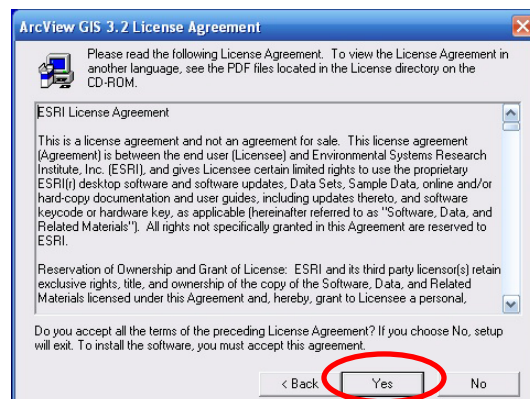 ArcView GIS 3.2 License Agreement
Please read the following License Agreement. To view the License Agreement in
another language, see the PDF files located in the License directory on the
CD-ROM.
ESRI License Agreement
This is a license agreement and not an agreement for sale. This license agreement
(Agreement) is between the end user (Licensee) and Environmental Systems Research
Institute, Inc. (ESRI), and gives Licensee certain limited rights to use the proprietary
ESRI(r) desktop software and software updates, Data Sets, Sample Data, online and/or
hard-copy documentation and user guides, including updates thereto, and software
keycode or hardware key, as applicable (hereinafter referred to as "Software, Data, and
Related Materials"). All rights not specifically granted in this Agreement are reserved to
ESRI.
Reservation of Ownership and Grant of License: ESRI and its third party licensor(s) retain
exclusive rights, title, and ownership of the copy of the Software, Data, and Related
Materials licensed under this Agreement and, hereby, grant to Licensee a personal,
Do you accept all the terms of the preceding License Agreement? If you choose No, setup
will exit. To install the software, you must accept this agreement.
< Back Yes No